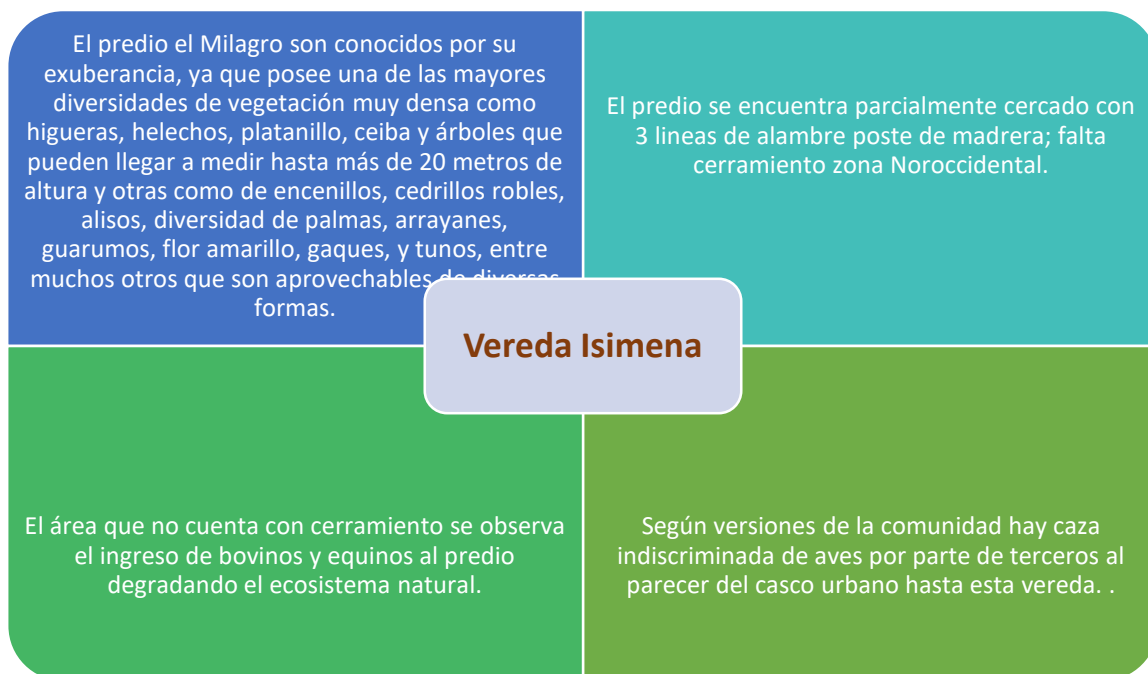 El predio el Milagro son conocidos por su
exuberancia, ya que posee una de las mayores
diversidades de vegetación muy densa como
higueras, helechos, platanillo, ceiba y árboles que
pueden llegar a medir hasta más de 20 metros de
altura y otras como de encenillos, cedrillos robles,
alisos, diversidad de palmas, arrayanes,
guarumos, flor amarillo, gaques, y tunos, entre
muchos otros que son aprovechables de diversas
formas.
El predio se encuentra parcialmente cercado con
3 lineas de alambre poste de madrera; falta
cerramiento zona Noroccidental.
Vereda Isimena
El área que no cuenta con cerramiento se observa
el ingreso de bovinos y equinos al predio
degradando el ecosistema natural.
Según versiones de la comunidad hay caza
indiscriminada de aves por parte de terceros al
parecer del casco urbano hasta esta vereda. .